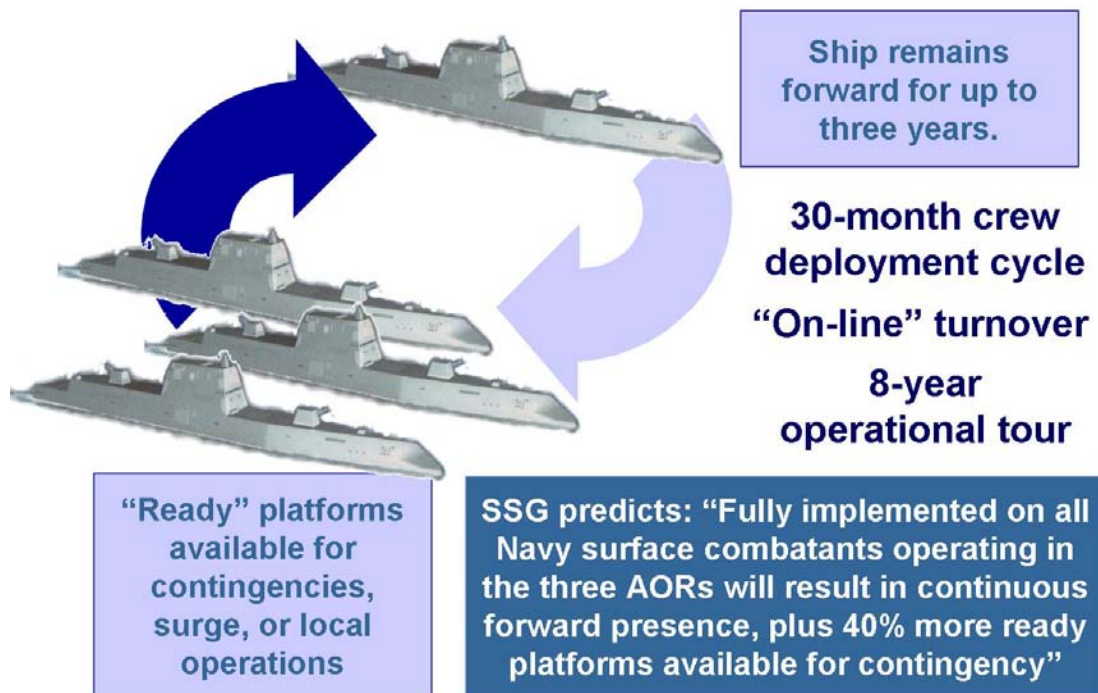 Ship remains
forward for up to
three years.
30-month crew
deployment cycle
“On-line” turnover
8-year
operational tour
“Ready” platforms
available for
contingencies,
surge, or local
operations
SSG predicts: “Fully implemented on all
Navy surface combatants operating in
the three AORs will result in continuous
forward presence, plus 40% more ready
platforms available for contingency”